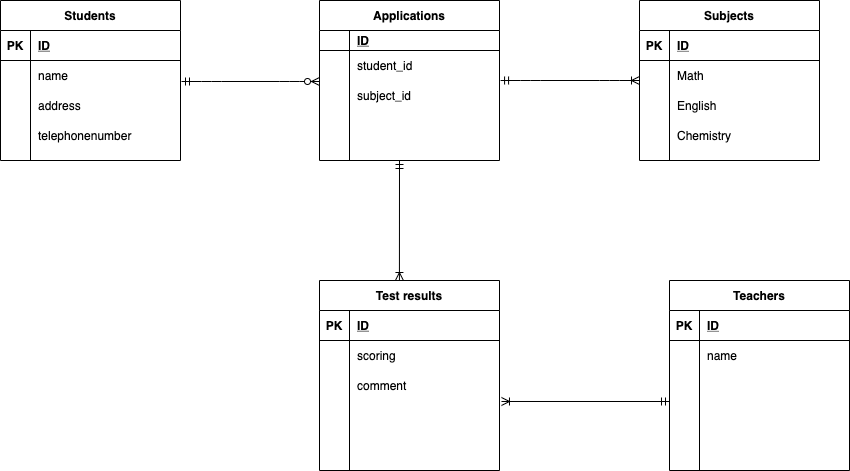 Students
PK ID
name
address
telephonenumber
Applications
ID
student_id
subject_id
Subjects
PK ID
Math
English
Chemistry
Test results
PK ID
scoring
comment
Teachers
PK ID
name